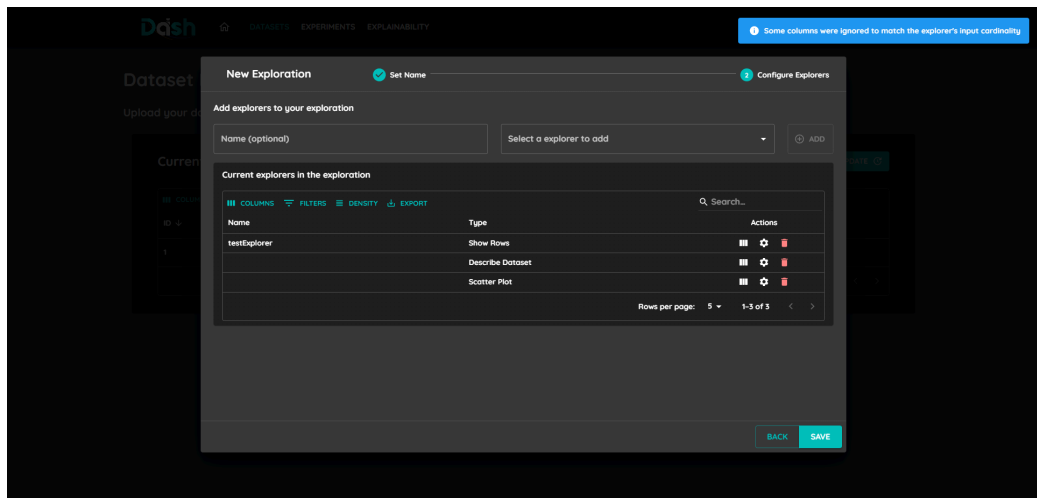 Dash
DATASETS EXPERIMENTS EXPLAINABILITY
Some columns were ignored to match the explorer's input cardinality
Dataset
Upload your da
Curren
ID
1
New Exploration
Set Name
2 Configure Explorers
Add explorers to your exploration
Name (optional)
Select a explorer to add
ADD
Current explorers in the exploration
COLUMNS FILTERS DENSITY EXPORT
Search...
Name Type Actions
testExplorer Show Rows
Describe Dataset
Scatter Plot
Rows per page: 5 1-3 of 3
BACK SAVE